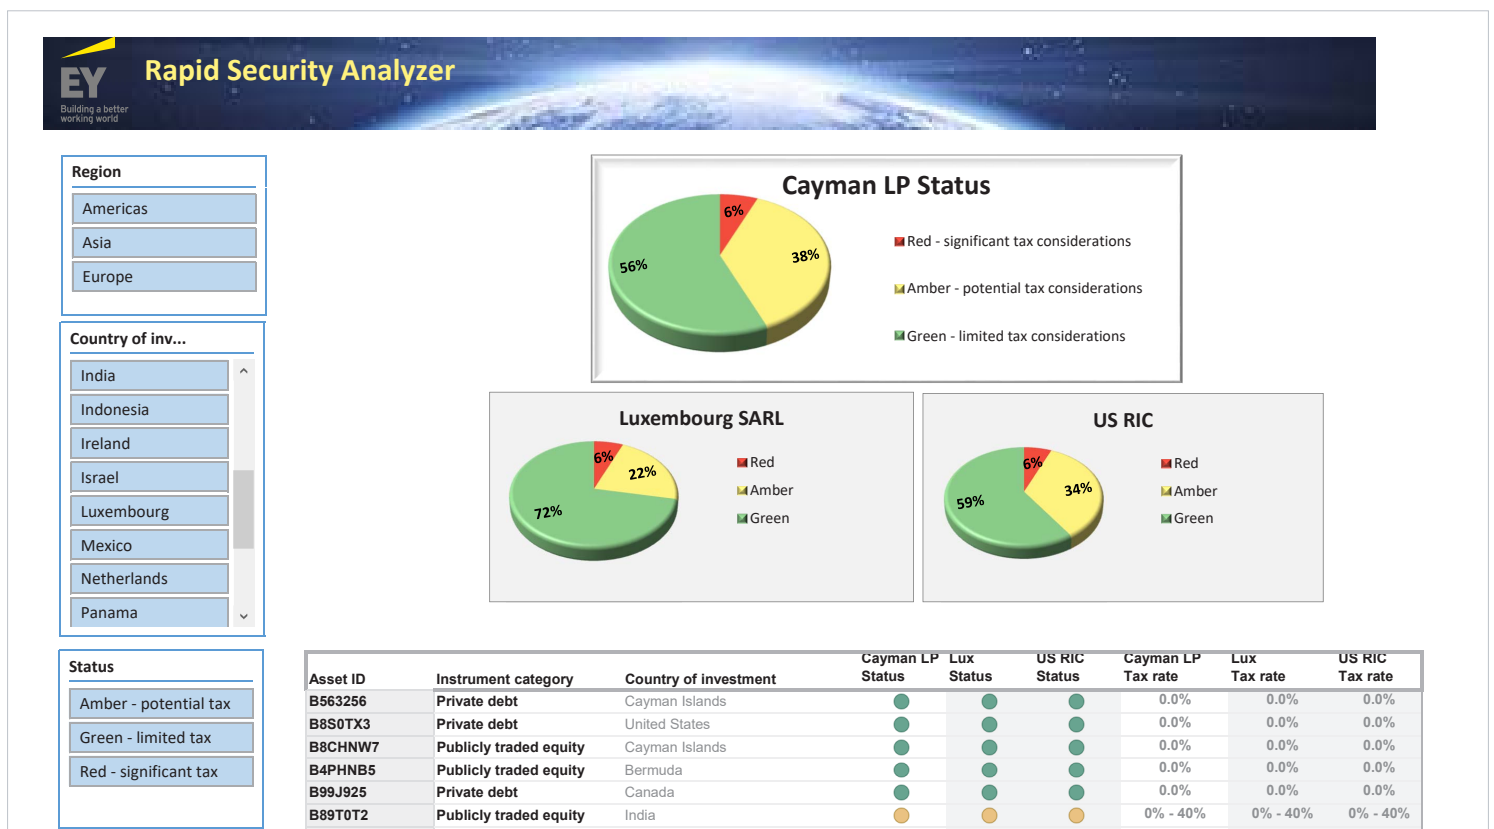 EY
Building a better
working world
Rapid Security Analyzer
Region
Americas
Asia
Europe
Country of inv...
India
Indonesia
Ireland
Israel
Luxembourg
Mexico
Netherlands
Panama
Status
Amber - potential tax
Green - limited tax
Red - significant tax
Cayman LP Status
6%
38%
56%
Red - significant tax considerations
Amber - potential tax considerations
Green - limited tax considerations
Luxembourg SARL
6%
22%
72%
Red
Amber
Green
US RIC
6%
34%
59%
Red
Amber
Green
Asset ID Instrument category Country of investment Cayman LP Status Lux Status US RIC Status Cayman LP Tax rate Lux Tax rate US RIC Tax rate
B563256 Private debt Cayman Islands 0.0% 0.0% 0.0%
B8S0TX3 Private debt United States 0.0% 0.0% 0.0%
B8CHNW7 Publicly traded equity Cayman Islands 0.0% 0.0% 0.0%
B4PHNB5 Publicly traded equity Bermuda 0.0% 0.0% 0.0%
B99J925 Private debt Canada 0.0% 0.0% 0.0%
B89T0T2 Publicly traded equity India 0% - 40% 0% - 40% 0% - 40%